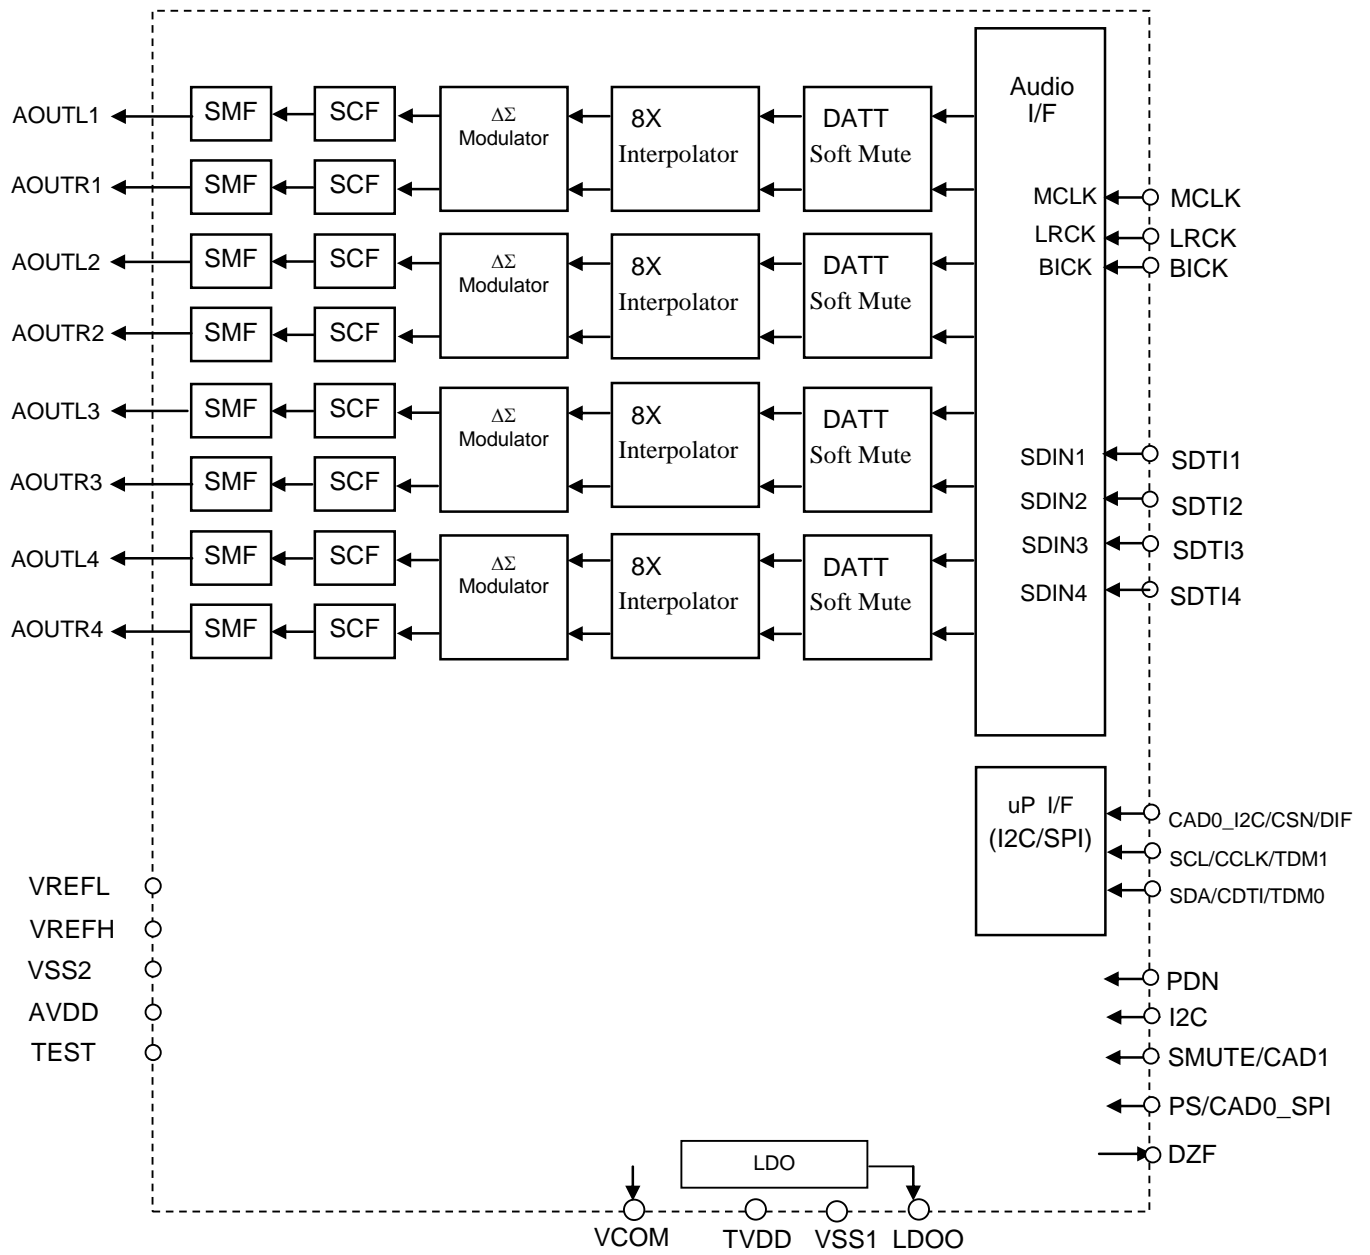 Audio
I/F
AOUTL1 SMF SCF ΔΣ Modulator 8X Interpolator DATT Soft Mute
AOUTR1 SMF SCF
MCLK MCLK
LRCK LRCK
BICK BICK
AOUTL2 SMF SCF ΔΣ Modulator 8X Interpolator DATT Soft Mute
AOUTR2 SMF SCF
AOUTL3 SMF SCF ΔΣ Modulator 8X Interpolator DATT Soft Mute
AOUTR3 SMF SCF
SDIN1 SDTI1
SDIN2 SDTI2
SDIN3 SDTI3
SDIN4 SDTI4
AOUTL4 SMF SCF ΔΣ Modulator 8X Interpolator DATT Soft Mute
AOUTR4 SMF SCF
uP I/F
(I2C/SPI)
CAD0_I2C/CSN/DIF
SCL/CCLK/TDM1
SDA/CDTI/TDM0
VREFL
VREFH
VSS2
AVDD
TEST
PDN
I2C
SMUTE/CAD1
PS/CAD0_SPI
DZF
LDO
VCOM TVDD VSS1 LDOO